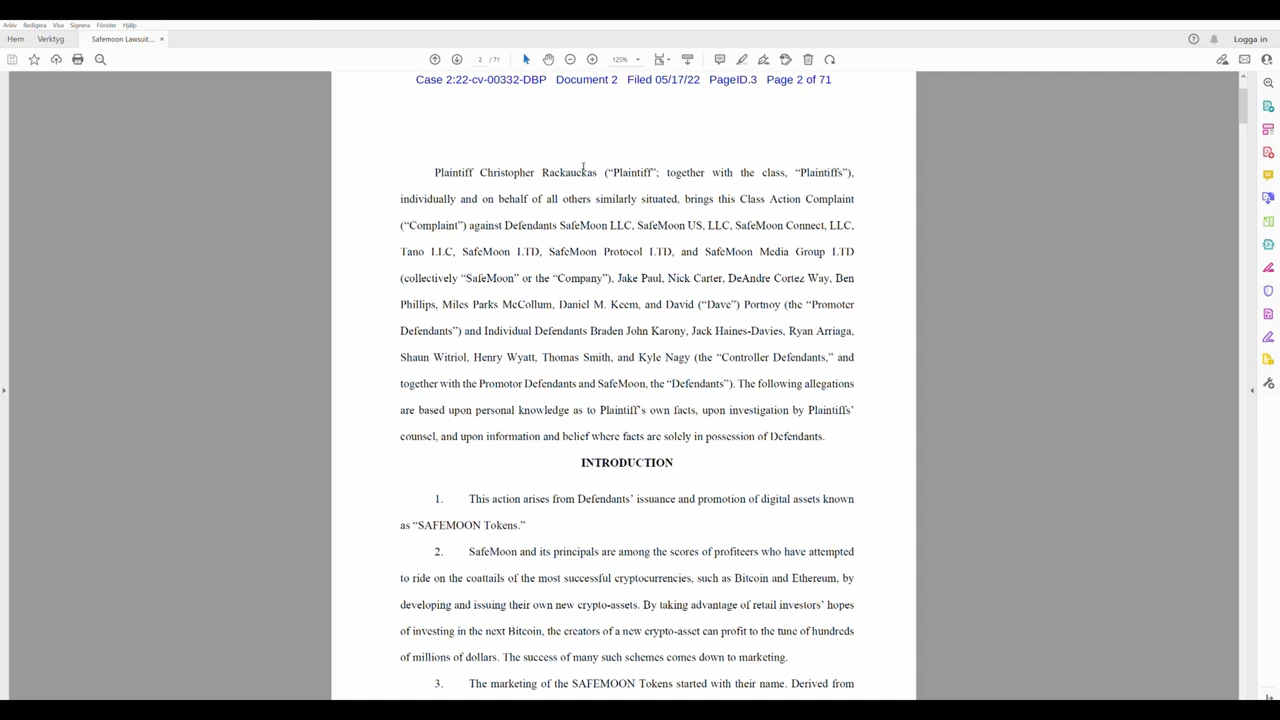 Arkiv Redigera Visa Signera Fönster Hjälp
Hem Verktyg Safemoon Lawsuit... × Logga in
2 / 71 125%
Case 2:22-cv-00332-DBP Document 2 Filed 05/17/22 PageID.3 Page 2 of 71
Plaintiff Christopher Rackauckas (“Plaintiff”; together with the class, “Plaintiffs”),
individually and on behalf of all others similarly situated, brings this Class Action Complaint
(“Complaint”) against Defendants SafeMoon LLC, SafeMoon US, LLC, SafeMoon Connect, LLC,
Tano LLC, SafeMoon LTD, SafeMoon Protocol LTD, and SafeMoon Media Group LTD
(collectively “SafeMoon” or the “Company”), Jake Paul, Nick Carter, DeAndre Cortez Way, Ben
Phillips, Miles Parks McCollum, Daniel M. Keem, and David (“Dave”) Portnoy (the “Promoter
Defendants”) and Individual Defendants Braden John Karony, Jack Haines-Davies, Ryan Arriaga,
Shaun Witriol, Henry Wyatt, Thomas Smith, and Kyle Nagy (the “Controller Defendants,” and
together with the Promotor Defendants and SafeMoon, the “Defendants”). The following allegations
are based upon personal knowledge as to Plaintiff’s own facts, upon investigation by Plaintiffs’
counsel, and upon information and belief where facts are solely in possession of Defendants.
INTRODUCTION
1. This action arises from Defendants’ issuance and promotion of digital assets known
as “SAFEMOON Tokens.”
2. SafeMoon and its principals are among the scores of profiteers who have attempted
to ride on the coattails of the most successful cryptocurrencies, such as Bitcoin and Ethereum, by
developing and issuing their own new crypto-assets. By taking advantage of retail investors’ hopes
of investing in the next Bitcoin, the creators of a new crypto-asset can profit to the tune of hundreds
of millions of dollars. The success of many such schemes comes down to marketing.
3. The marketing of the SAFEMOON Tokens started with their name. Derived from